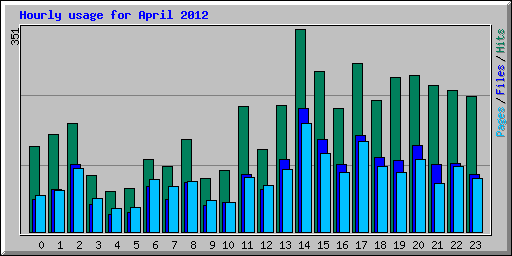 Hourly usage for April 2012
351
Pages / Files / Hits
0 1 2 3 4 5 6 7 8 9 10 11 12 13 14 15 16 17 18 19 20 21 22 23